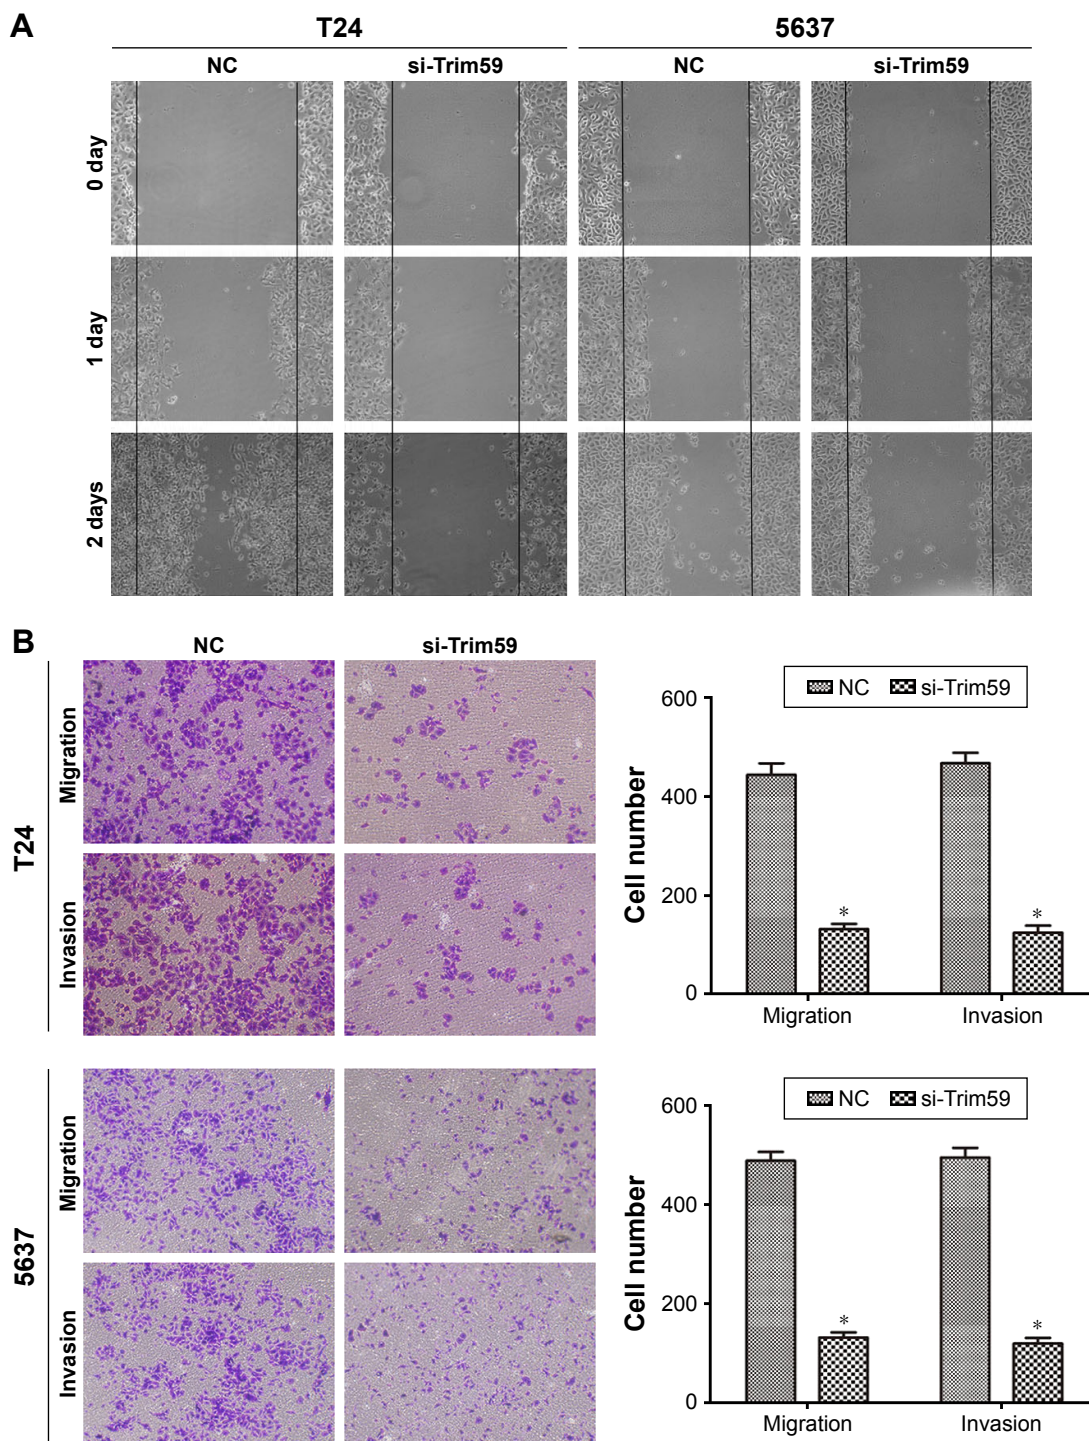 A
T24
5637
NC
si-Trim59
NC
si-Trim59
0 day
1 day
2 days
B
NC
si-Trim59
T24
Migration
Invasion
NC
si-Trim59
Cell number
600
400
200
0
*
*
Migration
Invasion
5637
Migration
Invasion
NC
si-Trim59
Cell number
600
400
200
0
*
*
Migration
Invasion